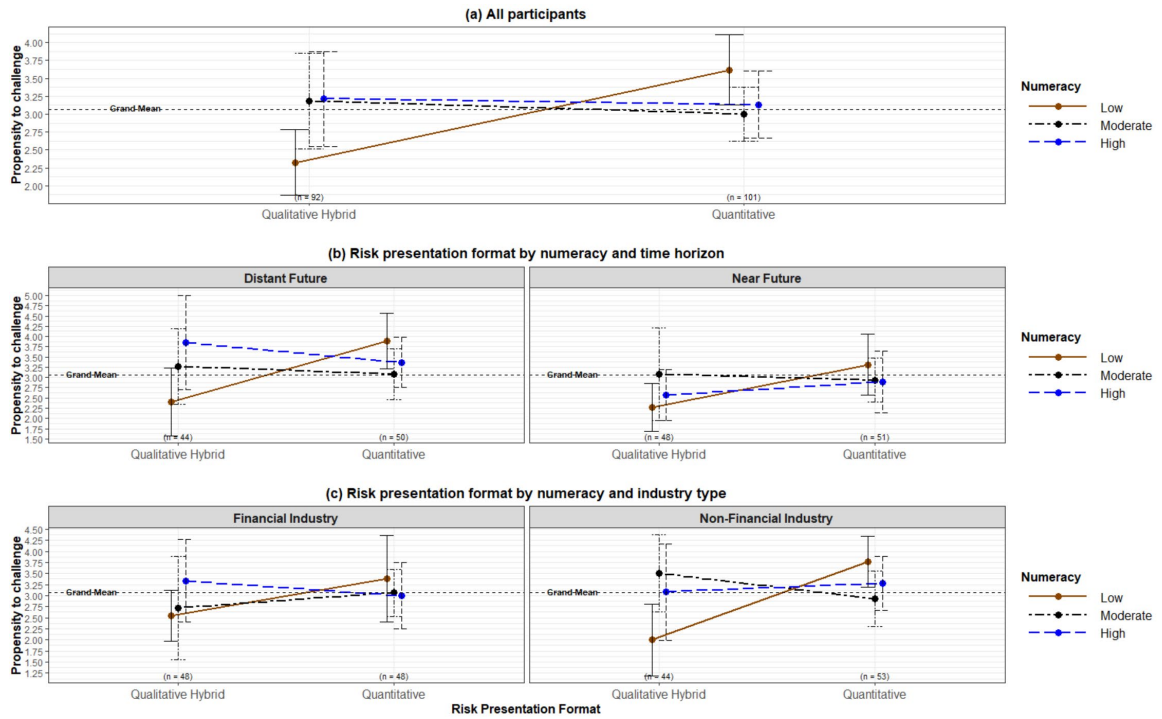 (a) All participants
Propensity to challenge
4.00
3.75
3.50
3.25
3.00
2.75
2.50
2.25
2.00
Grand Mean
(n = 92)
(n = 101)
Qualitative Hybrid
Quantitative
Numeracy
Low
Moderate
High
(b) Risk presentation format by numeracy and time horizon
Distant Future
Near Future
Propensity to challenge
5.00
4.75
4.50
4.25
4.00
3.75
3.50
3.25
3.00
2.75
2.50
2.25
2.00
1.75
1.50
Grand Mean
Grand Mean
(n = 44)
(n = 50)
(n = 48)
(n = 51)
Qualitative Hybrid
Quantitative
Qualitative Hybrid
Quantitative
Numeracy
Low
Moderate
High
(c) Risk presentation format by numeracy and industry type
Financial Industry
Non-Financial Industry
Propensity to challenge
4.50
4.25
4.00
3.75
3.50
3.25
3.00
2.75
2.50
2.25
2.00
1.75
1.50
1.25
Grand Mean
Grand Mean
(n = 48)
(n = 48)
(n = 44)
(n = 53)
Qualitative Hybrid
Quantitative
Qualitative Hybrid
Quantitative
Numeracy
Low
Moderate
High
Risk Presentation Format